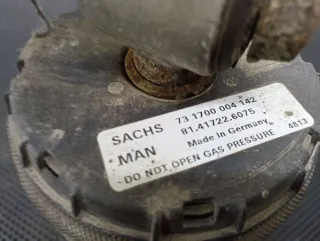 SACHS 73 1700 004 142
MAN 81.41722.6075
Made in Germany 4813
DO NOT OPEN GAS PRESSURE